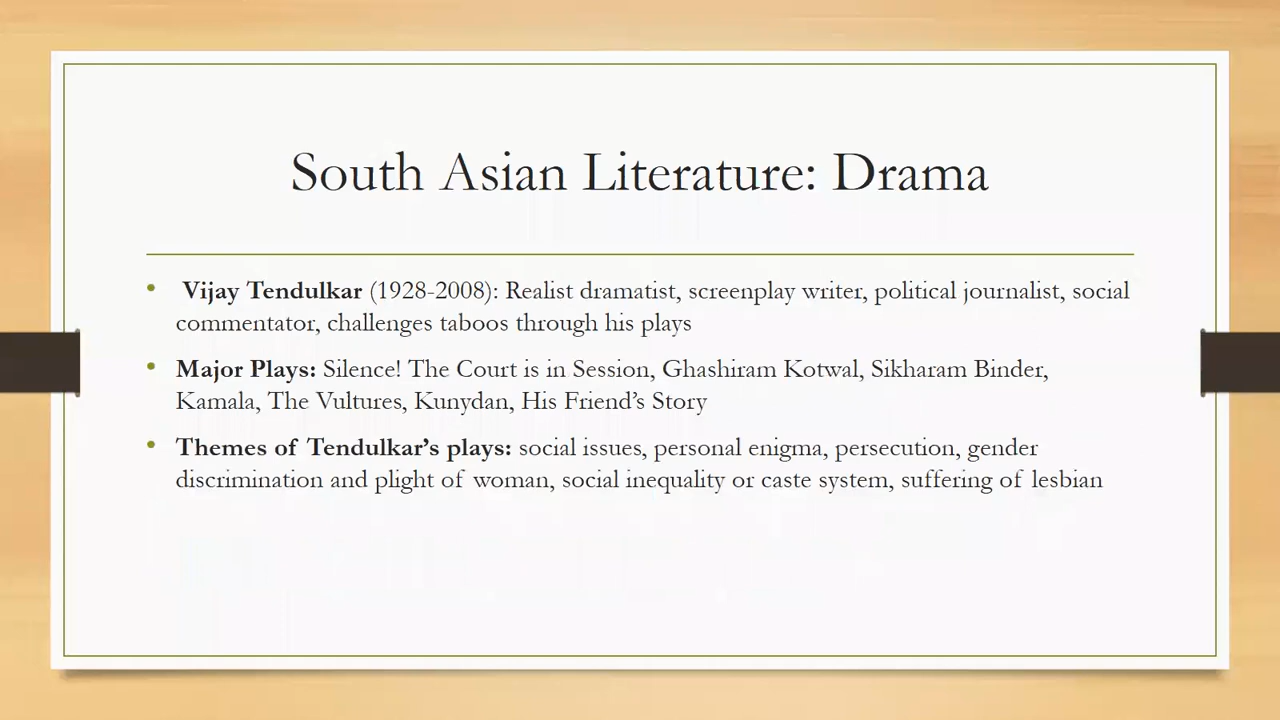 South Asian Literature: Drama
• Vijay Tendulkar (1928-2008): Realist dramatist, screenplay writer, political journalist, social
commentator, challenges taboos through his plays
• Major Plays: Silence! The Court is in Session, Ghashiram Kotwal, Sikharam Binder,
Kamala, The Vultures, Kunydan, His Friend’s Story
• Themes of Tendulkar’s plays: social issues, personal enigma, persecution, gender
discrimination and plight of woman, social inequality or caste system, suffering of lesbian